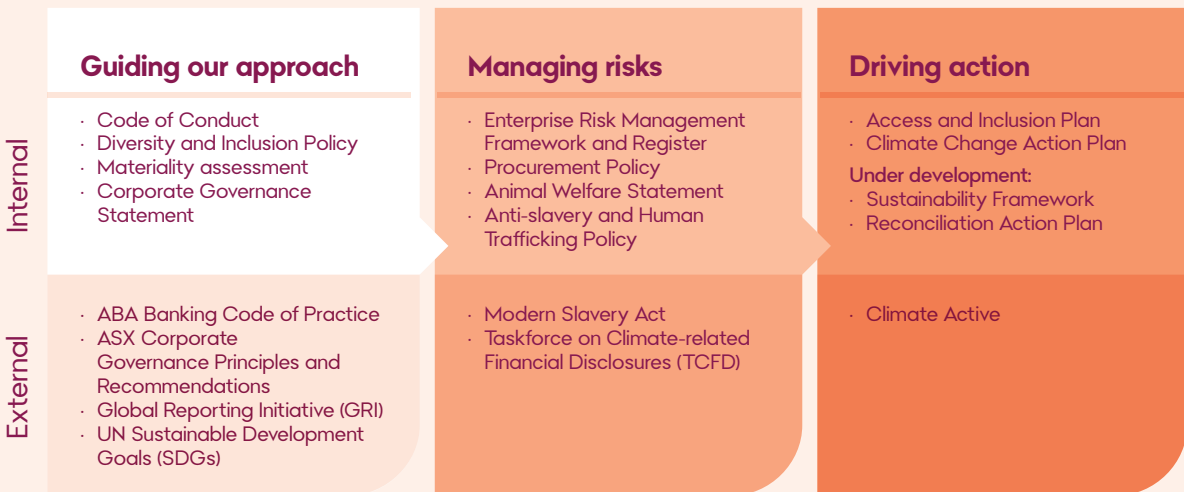 Guiding our approach
Managing risks
Driving action
Internal
· Code of Conduct
· Diversity and Inclusion Policy
· Materiality assessment
· Corporate Governance
Statement
· Enterprise Risk Management
Framework and Register
· Procurement Policy
· Animal Welfare Statement
· Anti-slavery and Human
Trafficking Policy
· Access and Inclusion Plan
· Climate Change Action Plan
Under development:
· Sustainability Framework
· Reconciliation Action Plan
External
· ABA Banking Code of Practice
· ASX Corporate
Governance Principles and
Recommendations
· Global Reporting Initiative (GRI)
· UN Sustainable Development
Goals (SDGs)
· Modern Slavery Act
· Taskforce on Climate-related
Financial Disclosures (TCFD)
· Climate Active